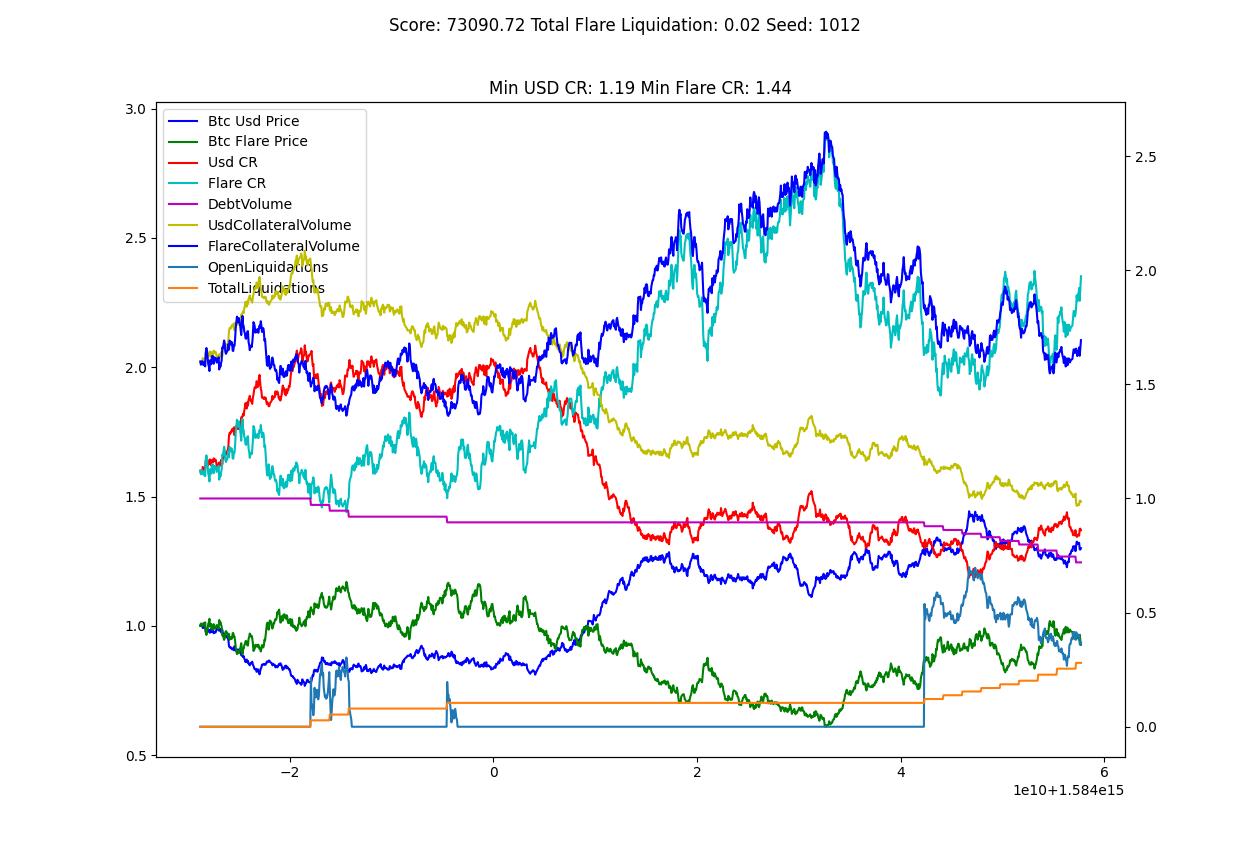 Score: 73090.72 Total Flare Liquidation: 0.02 Seed: 1012
Min USD CR: 1.19 Min Flare CR: 1.44
3.0
2.5
2.0
1.5
1.0
0.5
Btc Usd Price
Btc Flare Price
Usd CR
Flare CR
DebtVolume
UsdCollateralVolume
FlareCollateralVolume
OpenLiquidations
TotalLiquidations
2.5
2.0
1.5
1.0
0.5
0.0
−2
0
2
4
6
1e10+1.584e15